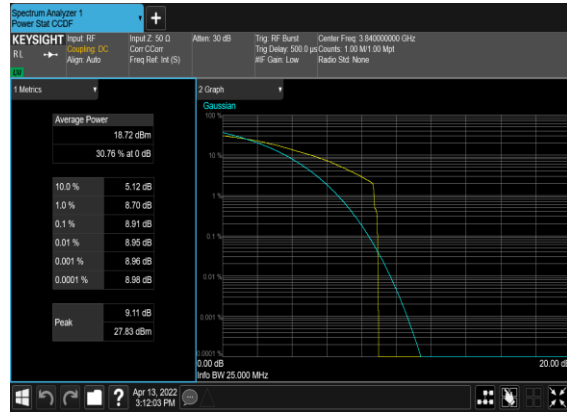 Spectrum Analyzer 1
Power Stat CCDF
+
KEYSIGHT
R L
Input: RF
Coupling: DC
Align: Auto
Input Z: 50 Ω
Corr CCorr
Freq Ref: Int (S)
Atten: 30 dB
Trig: RF Burst
Trig Delay: 500.0 µs
#IF Gain: Low
Center Freq: 3.840000000 GHz
Counts: 1.00 M/1.00 Mpt
Radio Std: None
1 Metrics
Average Power
18.72 dBm
30.76 % at 0 dB
10.0 % 5.12 dB
1.0 % 8.70 dB
0.1 % 8.91 dB
0.01 % 8.95 dB
0.001 % 8.96 dB
0.0001 % 8.98 dB
Peak
9.11 dB
27.83 dBm
2 Graph
Gaussian
100 %
10 %
1 %
0.1 %
0.01 %
0.001 %
0.0001 %
0.00 dB
20.00 dB
Info BW 25.000 MHz
?
Apr 13, 2022
3:12:03 PM